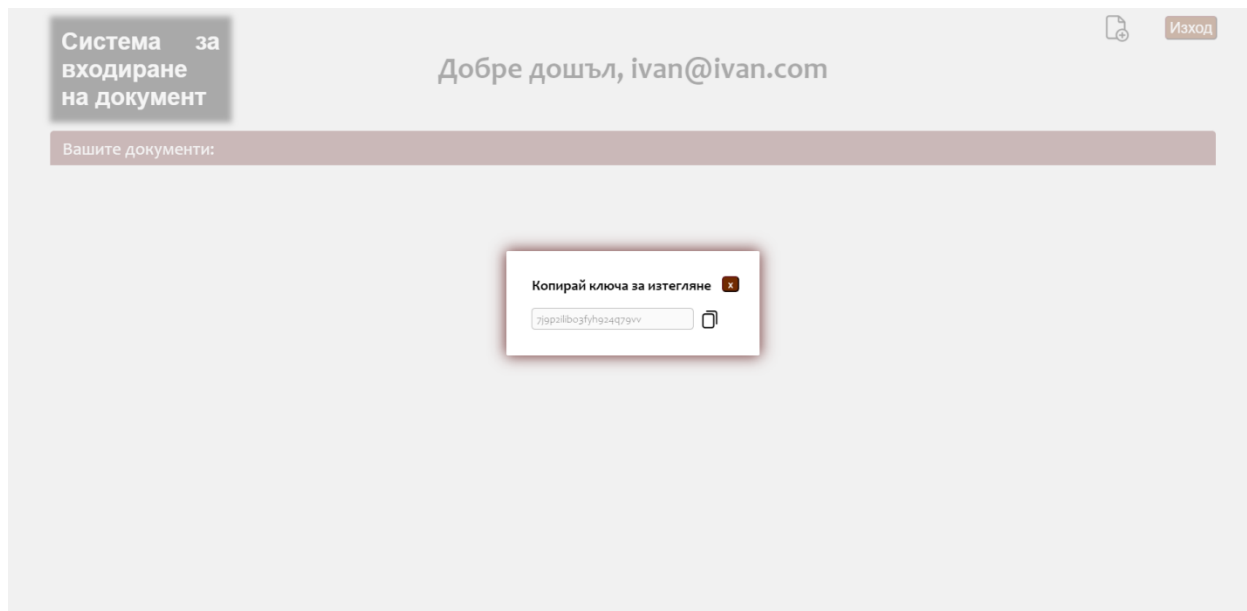 Система за
входиране
на документ
Изход
Добре дошъл, ivan@ivan.com
Вашите документи:
Копирай ключа за изтегляне x
7j9p2ilibo3fyh924q79vv